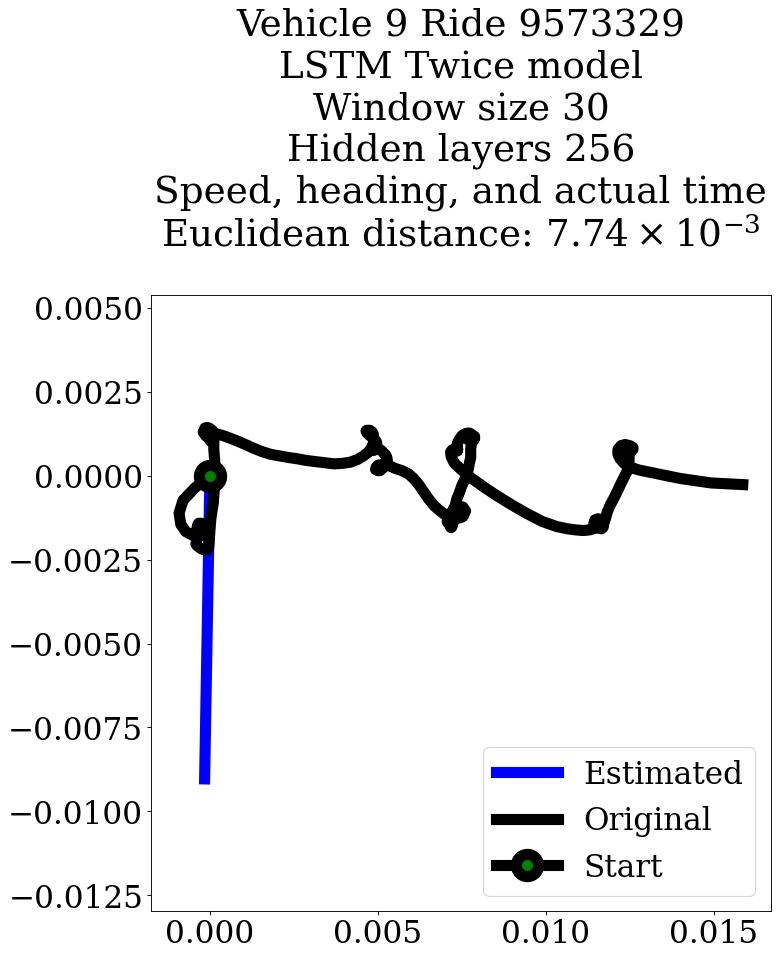 Vehicle 9 Ride 9573329
LSTM Twice model
Window size 30
Hidden layers 256
Speed, heading, and actual time
Euclidean distance: 7.74 × 10⁻³
0.0050
0.0025
0.0000
−0.0025
−0.0050
−0.0075
−0.0100
−0.0125
Estimated
Original
Start
0.000 0.005 0.010 0.015